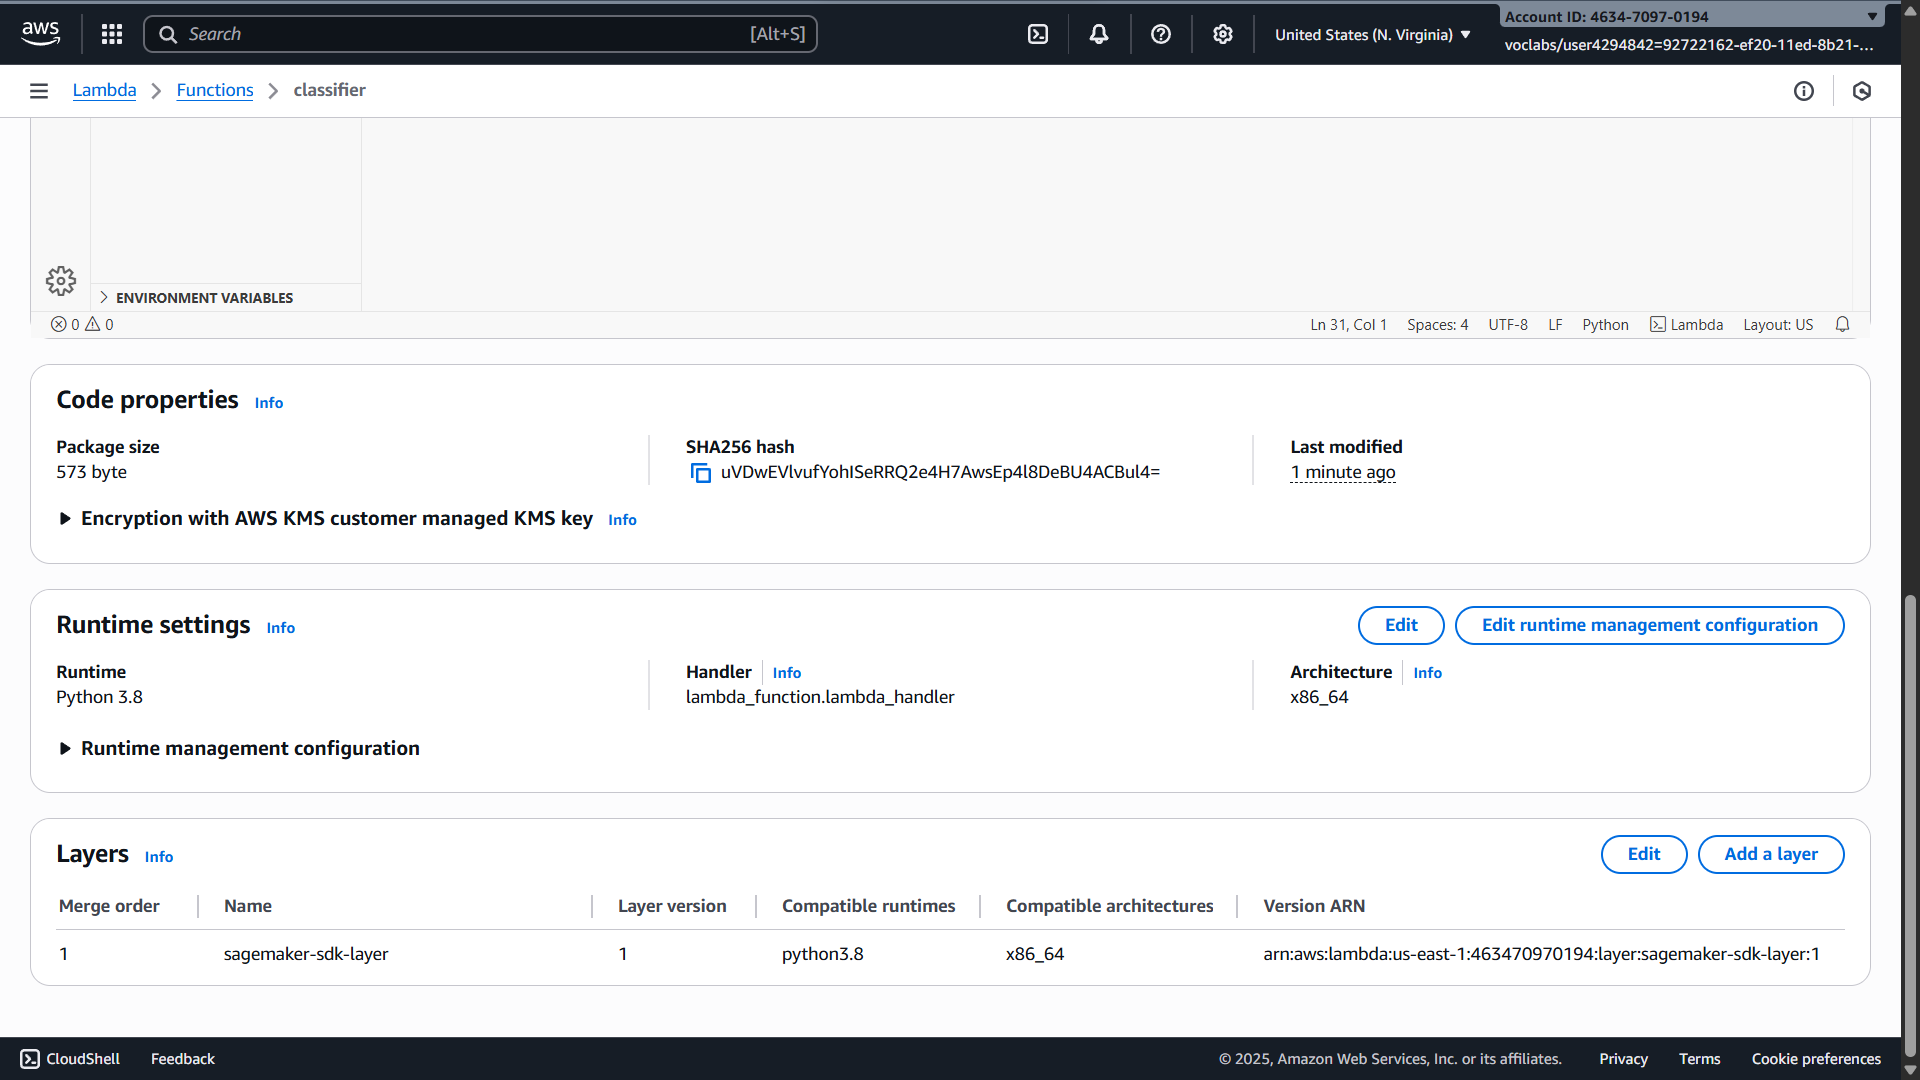 aws
Search
[Alt+S]
United States (N. Virginia)
Account ID: 4634-7097-0194
voclabs/user4294842=92722162-ef20-11ed-8b21-...
Lambda
Functions
classifier
ENVIRONMENT VARIABLES
0 0
Ln 31, Col 1 Spaces: 4 UTF-8 LF Python Lambda Layout: US
Code properties Info
Package size
573 byte
SHA256 hash
uVDwEVlvufYohISeRRQ2e4H7AwsEp4l8DeBU4ACBul4=
Last modified
1 minute ago
Encryption with AWS KMS customer managed KMS key Info
Runtime settings Info
Edit
Edit runtime management configuration
Runtime
Python 3.8
Handler Info
lambda_function.lambda_handler
Architecture Info
x86_64
Runtime management configuration
Layers Info
Edit
Add a layer
Merge order Name Layer version Compatible runtimes Compatible architectures Version ARN
1 sagemaker-sdk-layer 1 python3.8 x86_64 arn:aws:lambda:us-east-1:463470970194:layer:sagemaker-sdk-layer:1
CloudShell Feedback © 2025, Amazon Web Services, Inc. or its affiliates. Privacy Terms Cookie preferences